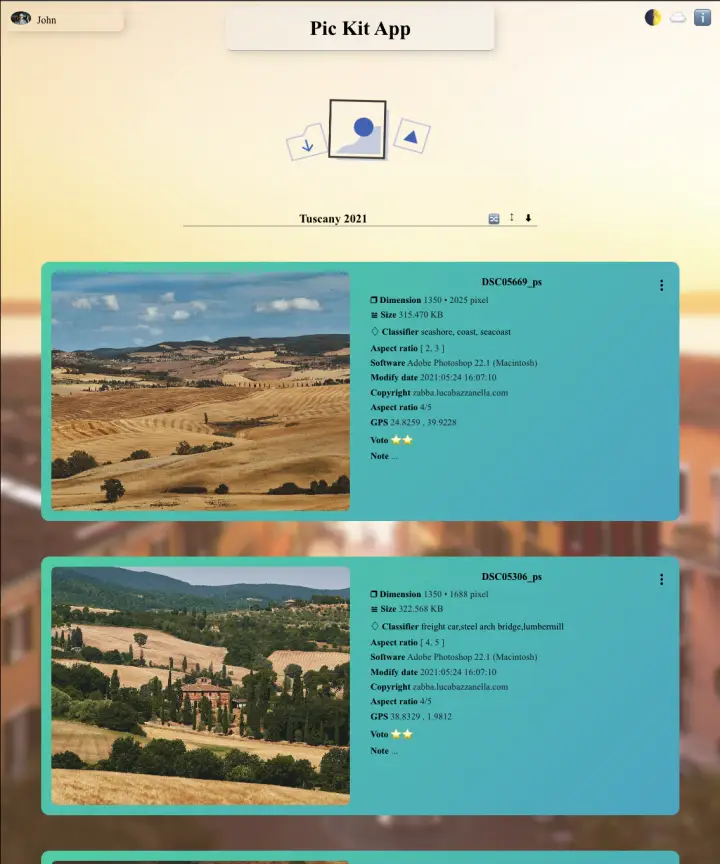 John
Pic Kit App
Tuscany 2021
DSC05669_ps
Dimension 1350 • 2025 pixel
Size 315.470 KB
Classifier seashore, coast, seacoast
Aspect ratio [ 2, 3 ]
Software Adobe Photoshop 22.1 (Macintosh)
Modify date 2021:05:24 16:07:10
Copyright zabba.lucabazzanella.com
Aspect ratio 4/5
GPS 24.8259 , 39.9228
Voto ⭐⭐
Note ...
DSC05306_ps
Dimension 1350 • 1688 pixel
Size 322.568 KB
Classifier freight car,steel arch bridge,lumbermill
Aspect ratio [ 4, 5 ]
Software Adobe Photoshop 22.1 (Macintosh)
Modify date 2021:05:24 16:07:10
Copyright zabba.lucabazzanella.com
Aspect ratio 4/5
GPS 38.8329 , 1.9812
Voto ⭐⭐
Note ...